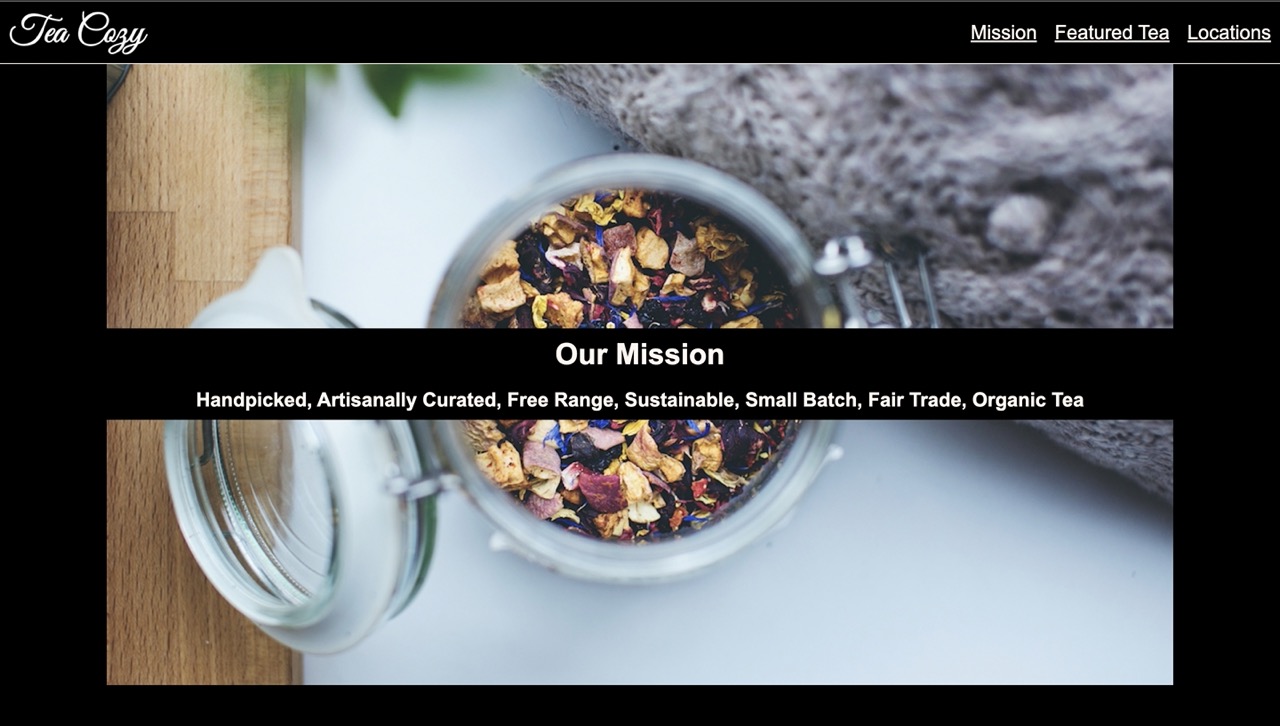 Tea Cozy
Mission Featured Tea Locations
Our Mission
Handpicked, Artisanally Curated, Free Range, Sustainable, Small Batch, Fair Trade, Organic Tea